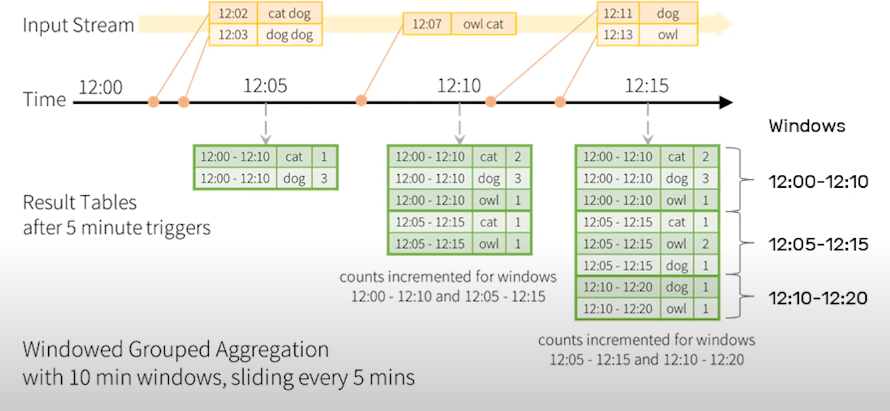 Input Stream
12:02 cat dog
12:03 dog dog
12:07 owl cat
12:11 dog
12:13 owl
Time
12:00
12:05
12:10
12:15
Result Tables
after 5 minute triggers
12:00 - 12:10 cat 1
12:00 - 12:10 dog 3
12:00 - 12:10 cat 2
12:00 - 12:10 dog 3
12:00 - 12:10 owl 1
12:05 - 12:15 cat 1
12:05 - 12:15 owl 1
counts incremented for windows
12:00 - 12:10 and 12:05 - 12:15
12:00 - 12:10 cat 2
12:00 - 12:10 dog 3
12:00 - 12:10 owl 1
12:05 - 12:15 cat 1
12:05 - 12:15 owl 2
12:05 - 12:15 dog 1
12:10 - 12:20 dog 1
12:10 - 12:20 owl 1
counts incremented for windows
12:05 - 12:15 and 12:10 - 12:20
Windows
12:00-12:10
12:05-12:15
12:10-12:20
Windowed Grouped Aggregation
with 10 min windows, sliding every 5 mins